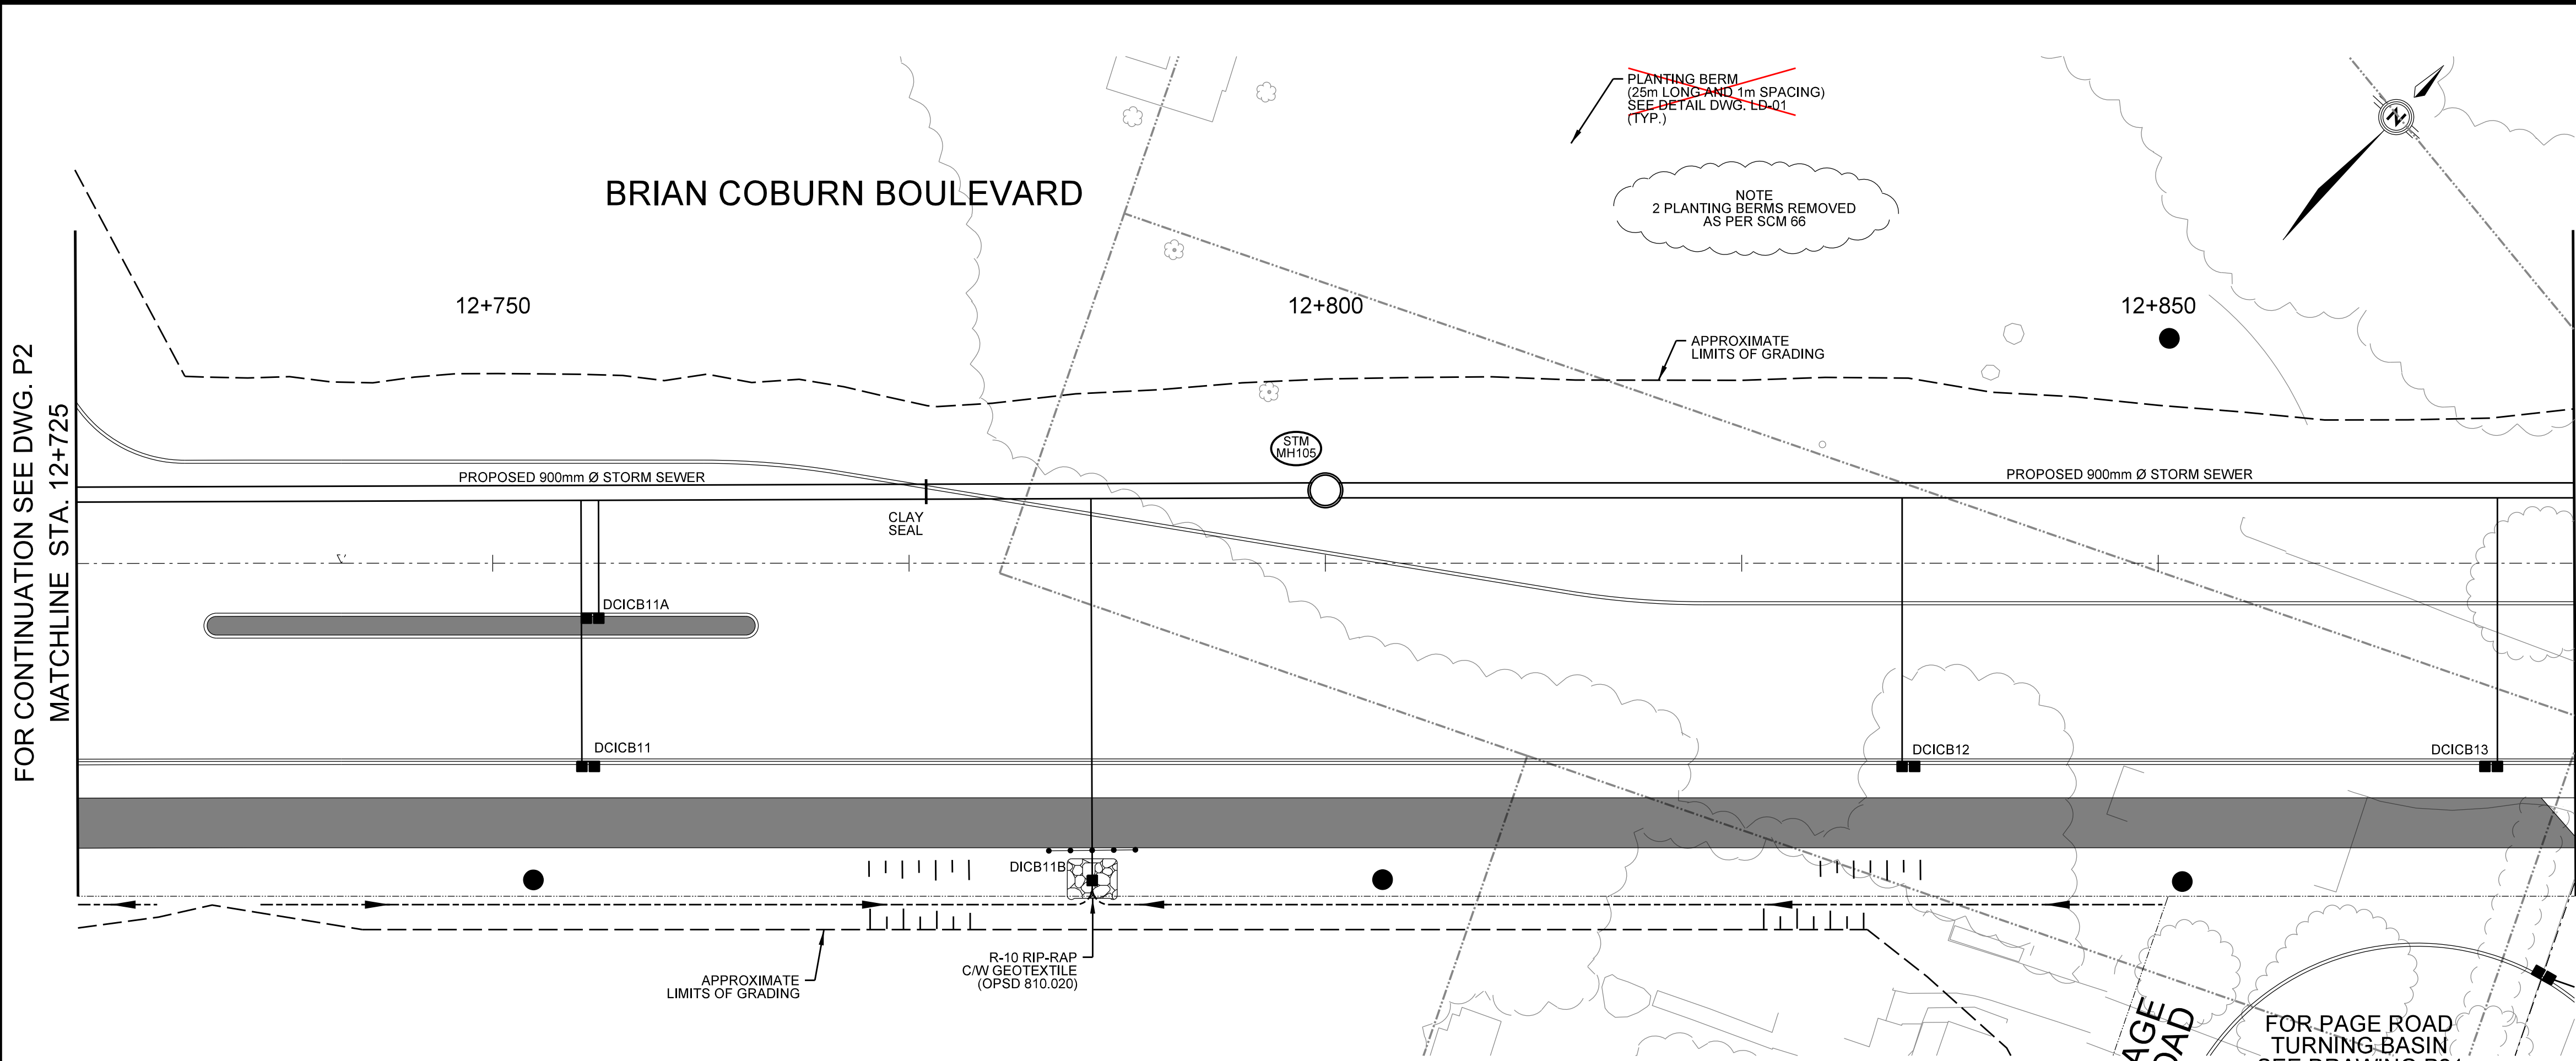 PLANTING BERM
(25m LONG AND 1m SPACING)
SEE DETAIL DWG. LD-01
(TYP.)
N
BRIAN COBURN BOULEVARD
NOTE
2 PLANTING BERMS REMOVED
AS PER SCM 66
12+750
12+800
12+850
APPROXIMATE
LIMITS OF GRADING
FOR CONTINUATION SEE DWG. P2
MATCHLINE STA. 12+725
STM
MH105
PROPOSED 900mm Ø STORM SEWER
PROPOSED 900mm Ø STORM SEWER
CLAY
SEAL
DCICB11A
DCICB11
DCICB12
DCICB13
DICB11B
R-10 RIP-RAP
C/W GEOTEXTILE
(OPSD 810.020)
APPROXIMATE
LIMITS OF GRADING
AGE
OAD
FOR PAGE ROAD
TURNING BASIN
SEE DRAWING